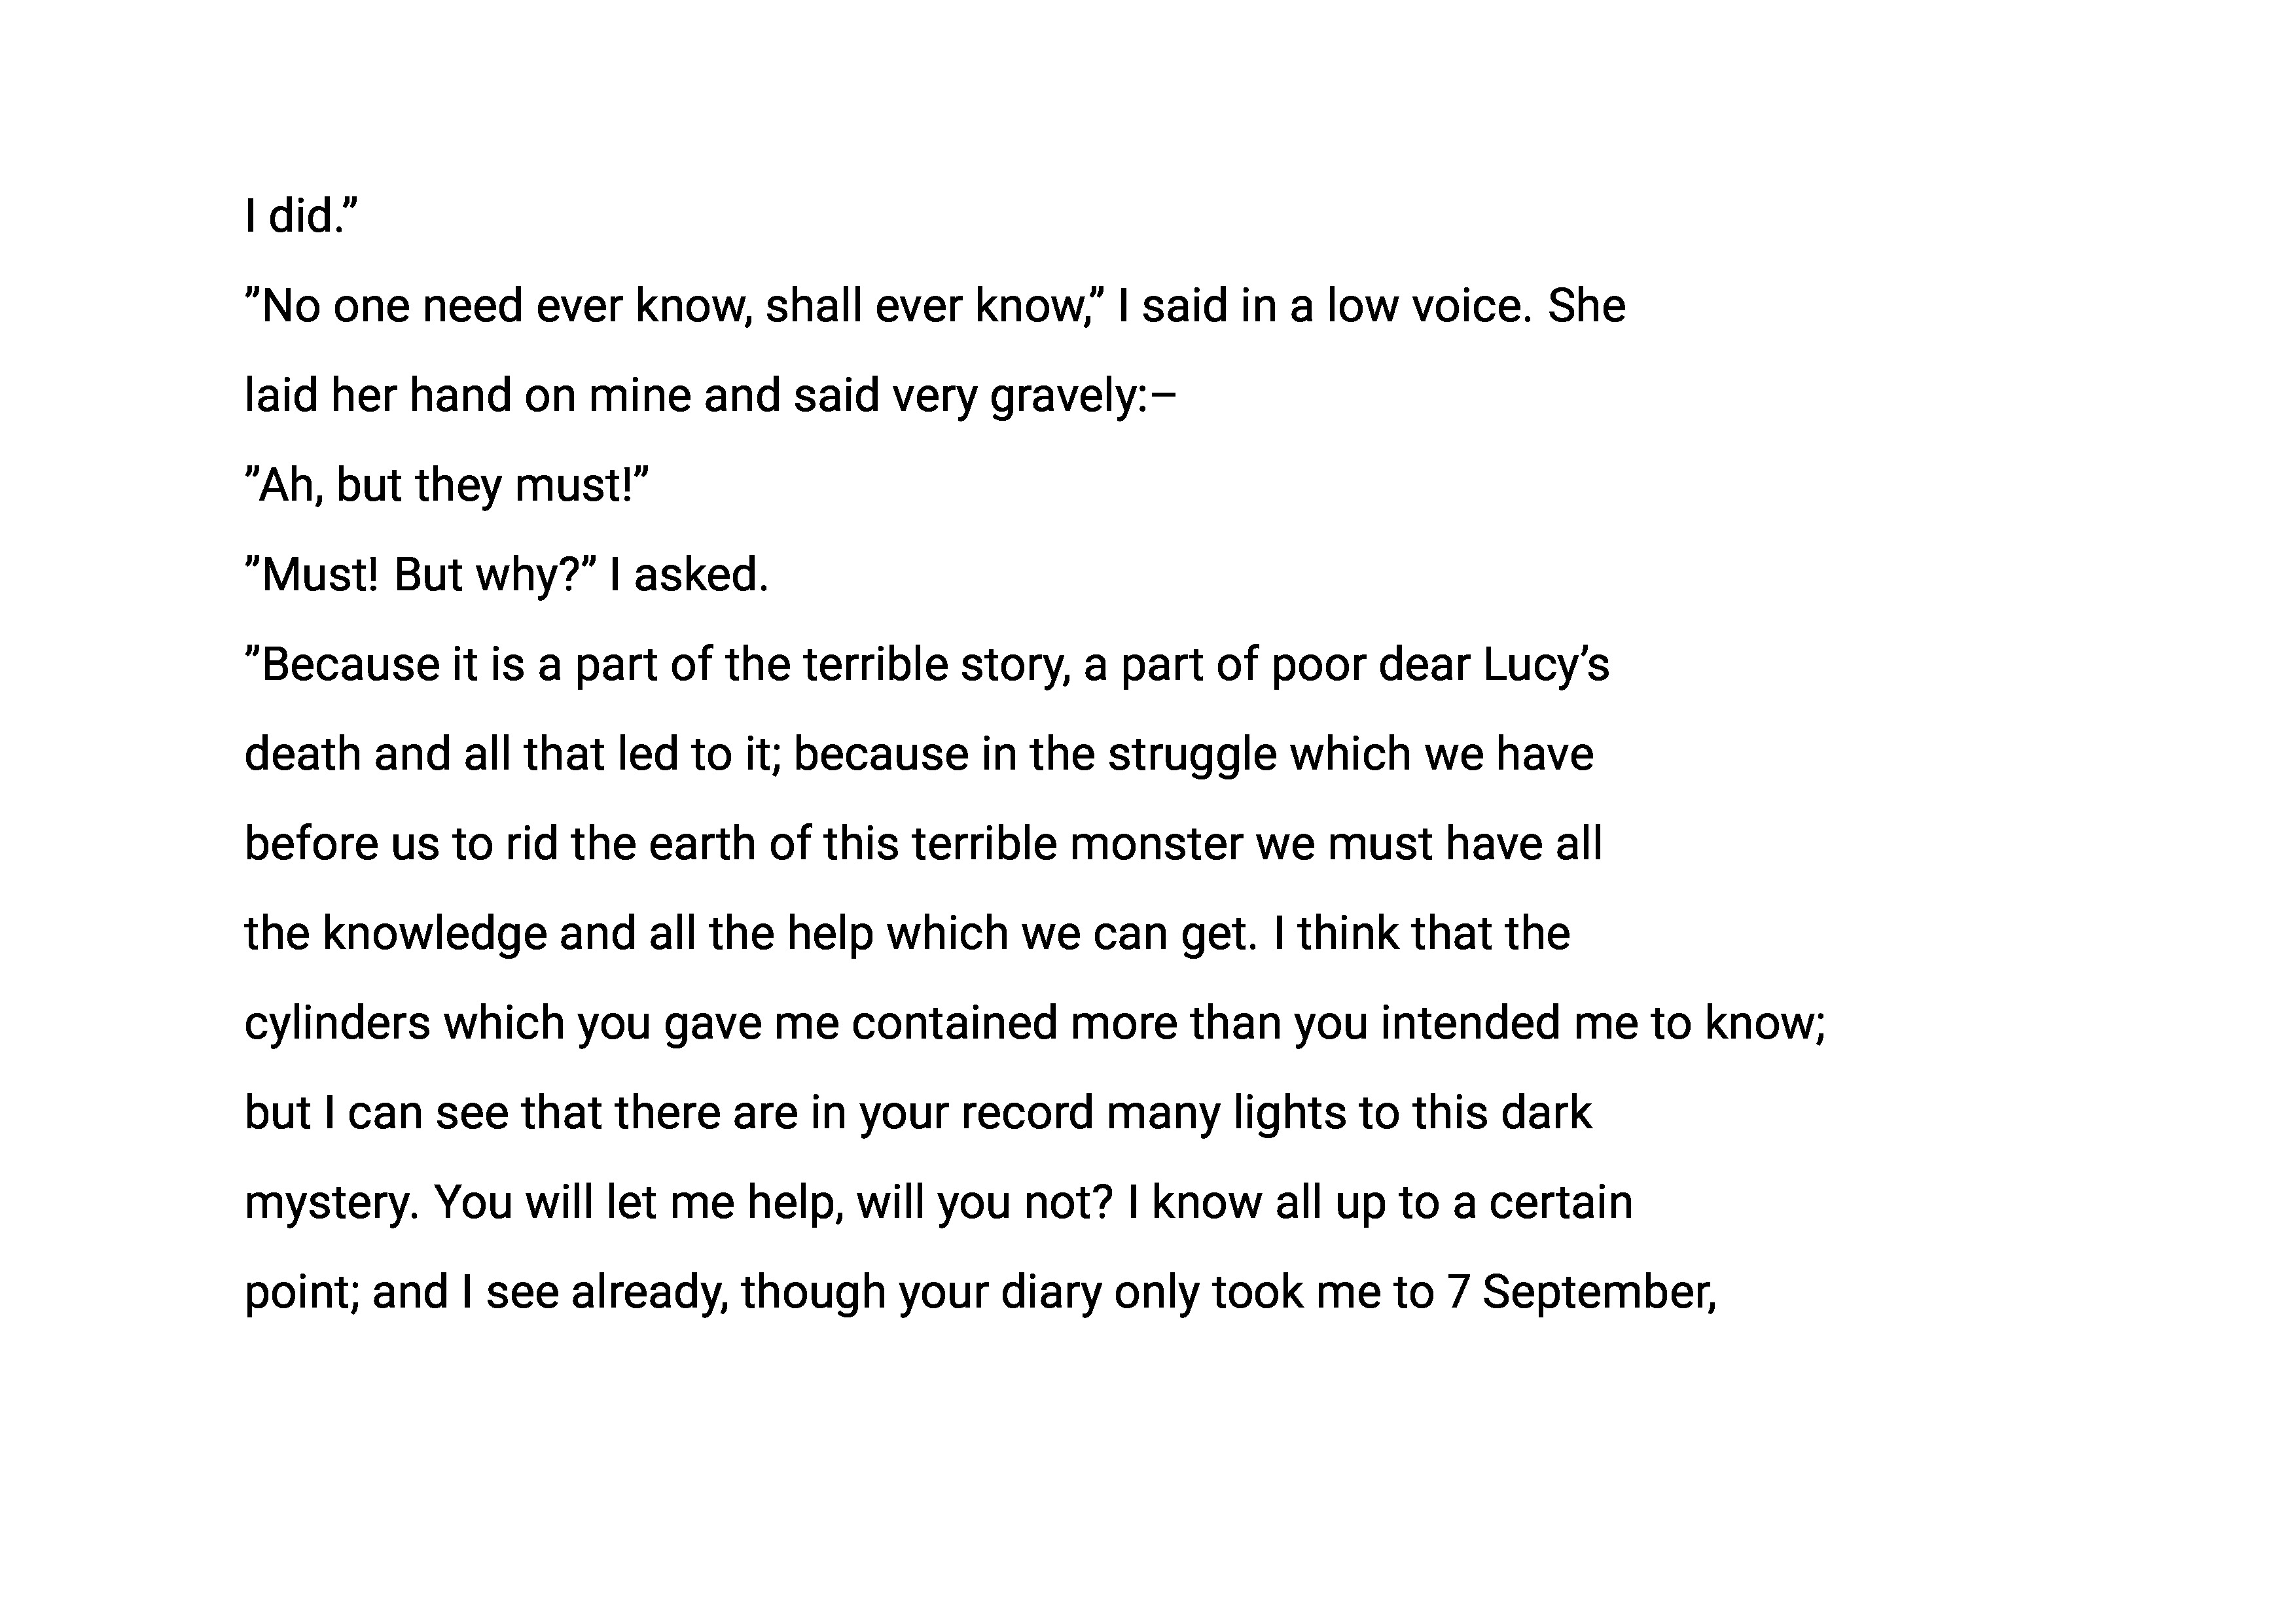 I did.”
”No one need ever know, shall ever know,” I said in a low voice. She
laid her hand on mine and said very gravely:–
”Ah, but they must!”
”Must! But why?” I asked.
”Because it is a part of the terrible story, a part of poor dear Lucy’s
death and all that led to it; because in the struggle which we have
before us to rid the earth of this terrible monster we must have all
the knowledge and all the help which we can get. I think that the
cylinders which you gave me contained more than you intended me to know;
but I can see that there are in your record many lights to this dark
mystery. You will let me help, will you not? I know all up to a certain
point; and I see already, though your diary only took me to 7 September,